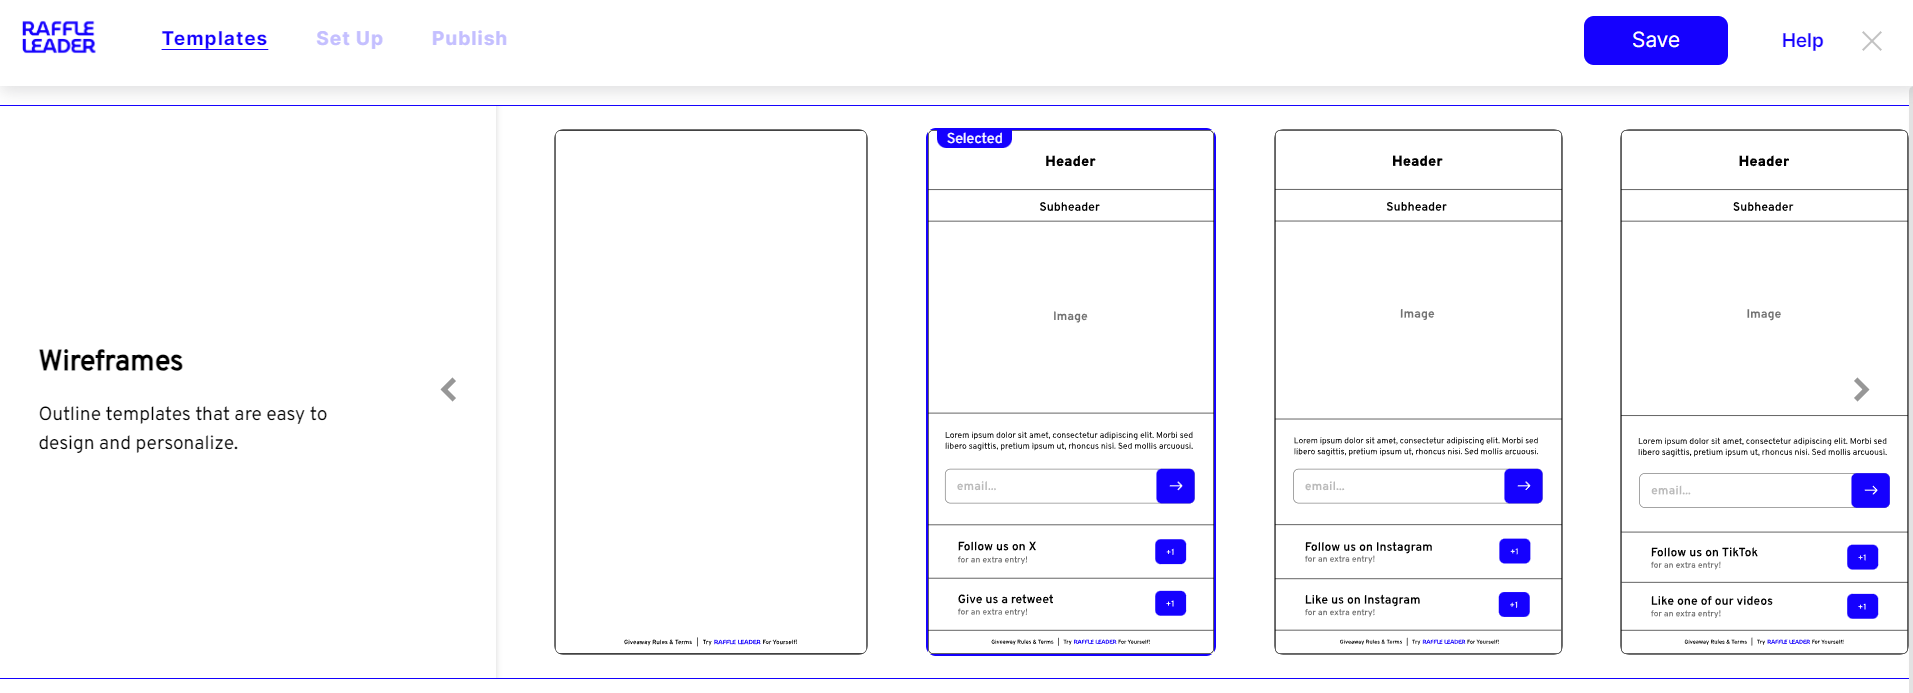 RAFFLE
LEADER
Templates
Set Up
Publish
Save
Help
Wireframes
Outline templates that are easy to
design and personalize.
Giveaway Rules & Terms | Try RAFFLE LEADER For Yourself!
Selected
Header
Subheader
Image
Lorem ipsum dolor sit amet, consectetur adipiscing elit. Morbi sed
libero sagittis, pretium ipsum ut, rhoncus nisi. Sed mollis arcuousi.
email...
→
Follow us on X
for an extra entry!
+1
Give us a retweet
for an extra entry!
+1
Giveaway Rules & Terms | Try RAFFLE LEADER For Yourself!
Header
Subheader
Image
Lorem ipsum dolor sit amet, consectetur adipiscing elit. Morbi sed
libero sagittis, pretium ipsum ut, rhoncus nisi. Sed mollis arcuousi.
email...
→
Follow us on Instagram
for an extra entry!
+1
Like us on Instagram
for an extra entry!
+1
Giveaway Rules & Terms | Try RAFFLE LEADER For Yourself!
Header
Subheader
Image
Lorem ipsum dolor sit amet, consectetur adipiscing elit. Morbi sed
libero sagittis, pretium ipsum ut, rhoncus nisi. Sed mollis arcuousi.
email...
→
Follow us on TikTok
for an extra entry!
+1
Like one of our videos
for an extra entry!
+1
Giveaway Rules & Terms | Try RAFFLE LEADER For Yourself!